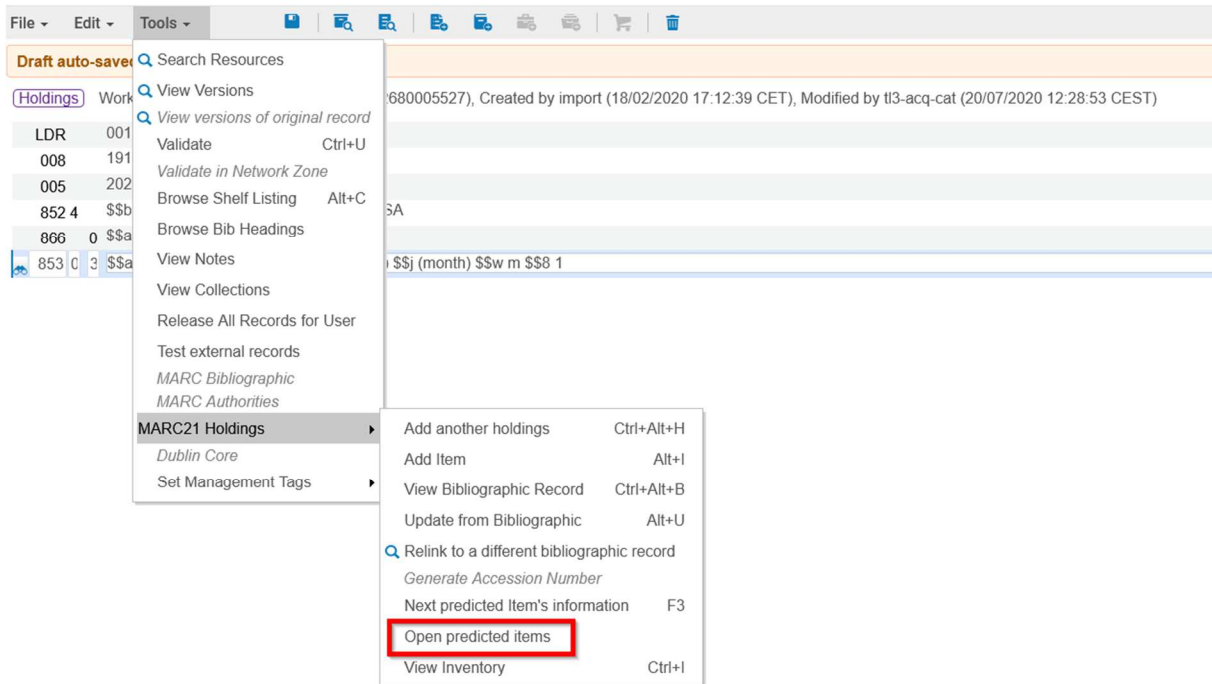 File Edit Tools
Draft auto-saved
Holdings Work :680005527), Created by import (18/02/2020 17:12:39 CET), Modified by tl3-acq-cat (20/07/2020 12:28:53 CEST)
LDR 001
008 191
005 202
852 4 $$b SA
866 0 $$a
853 0 3 $$a ) $$j (month) $$w m $$8 1
Search Resources
View Versions
View versions of original record
Validate Ctrl+U
Validate in Network Zone
Browse Shelf Listing Alt+C
Browse Bib Headings
View Notes
View Collections
Release All Records for User
Test external records
MARC Bibliographic
MARC Authorities
MARC21 Holdings
Dublin Core
Set Management Tags
Add another holdings Ctrl+Alt+H
Add Item Alt+I
View Bibliographic Record Ctrl+Alt+B
Update from Bibliographic Alt+U
Relink to a different bibliographic record
Generate Accession Number
Next predicted Item's information F3
Open predicted items
View Inventory Ctrl+I